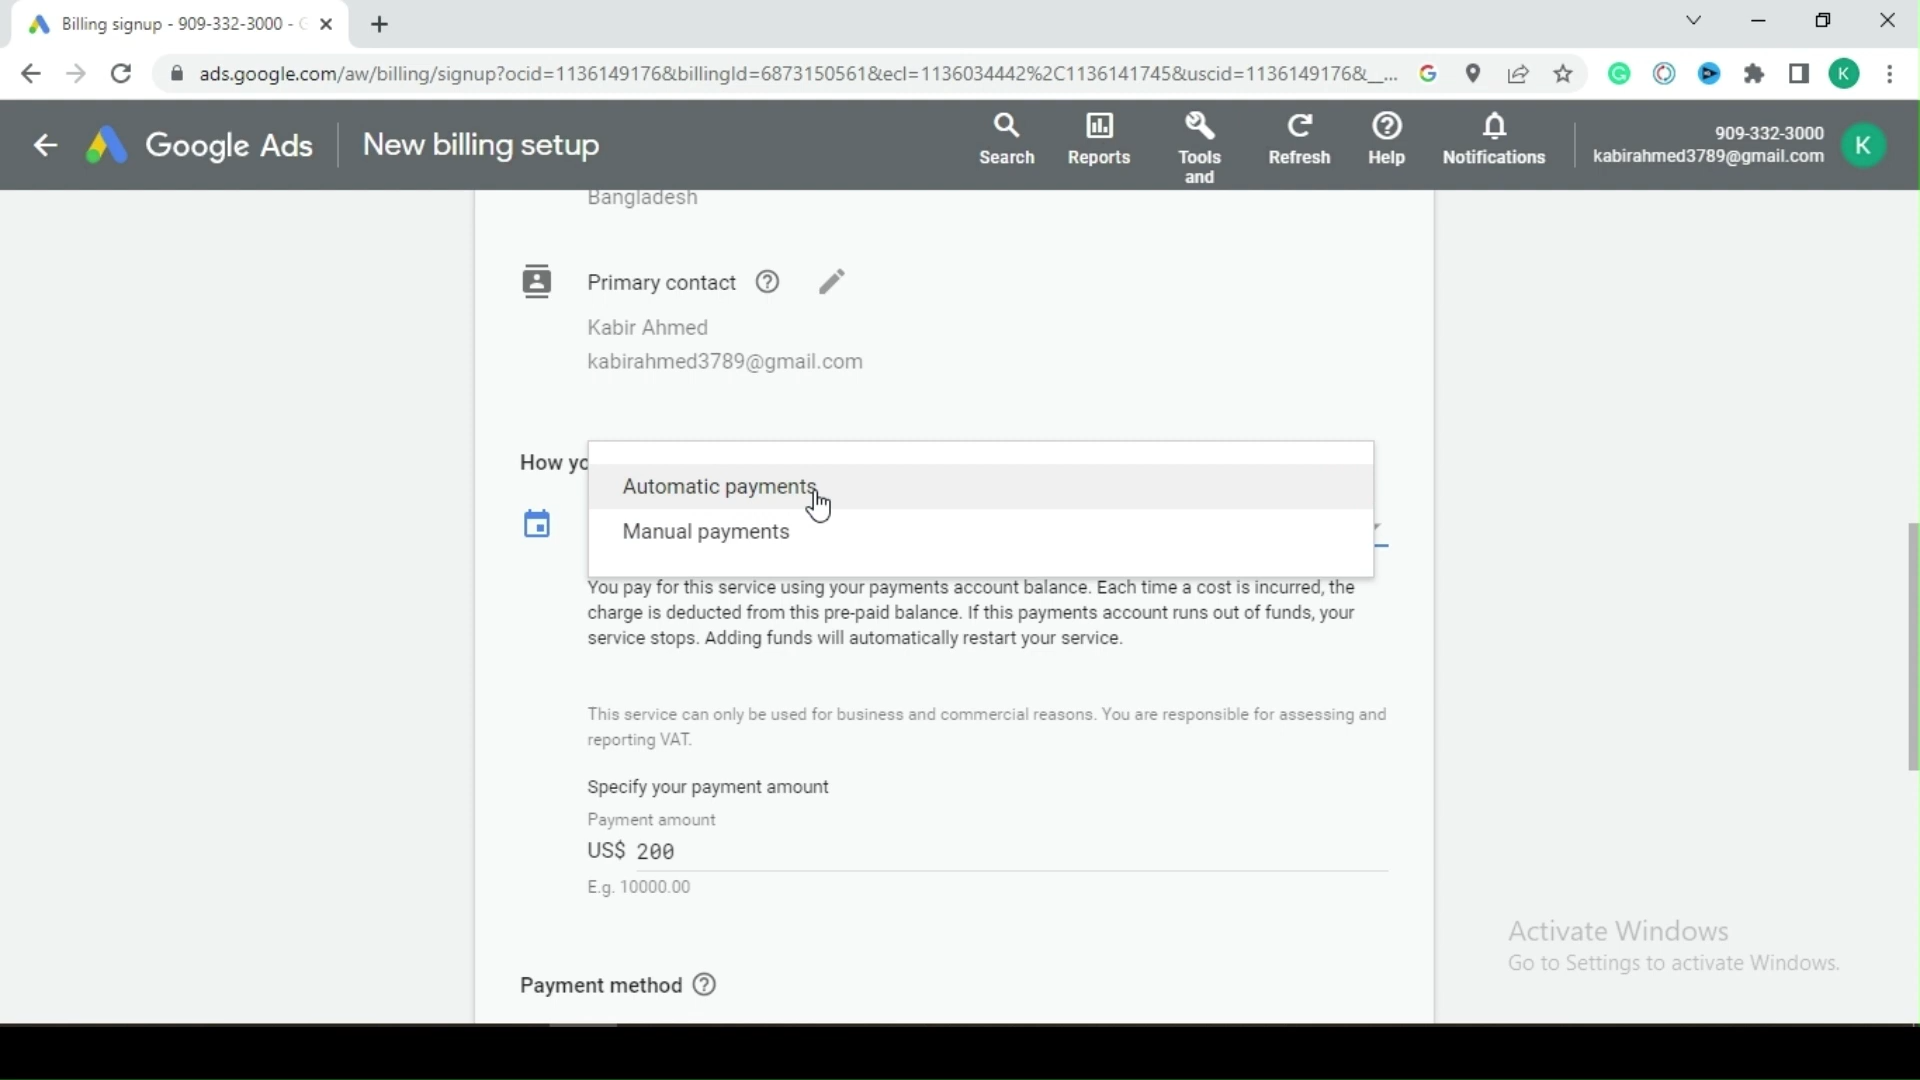 Billing signup - 909-332-3000 - G
ads.google.com/aw/billing/signup?ocid=1136149176&billingId=6873150561&ecl=1136034442%2C1136141745&uscid=1136149176&__...
K
Google Ads
New billing setup
Search
Reports
Tools
and
Refresh
Help
Notifications
909-332-3000
kabirahmed3789@gmail.com
K
Bangladesh
Primary contact
Kabir Ahmed
kabirahmed3789@gmail.com
How yo
Automatic payments
Manual payments
You pay for this service using your payments account balance. Each time a cost is incurred, the
charge is deducted from this pre-paid balance. If this payments account runs out of funds, your
service stops. Adding funds will automatically restart your service.
This service can only be used for business and commercial reasons. You are responsible for assessing and
reporting VAT.
Specify your payment amount
Payment amount
US$ 200
E.g. 10000.00
Payment method
Activate Windows
Go to Settings to activate Windows.